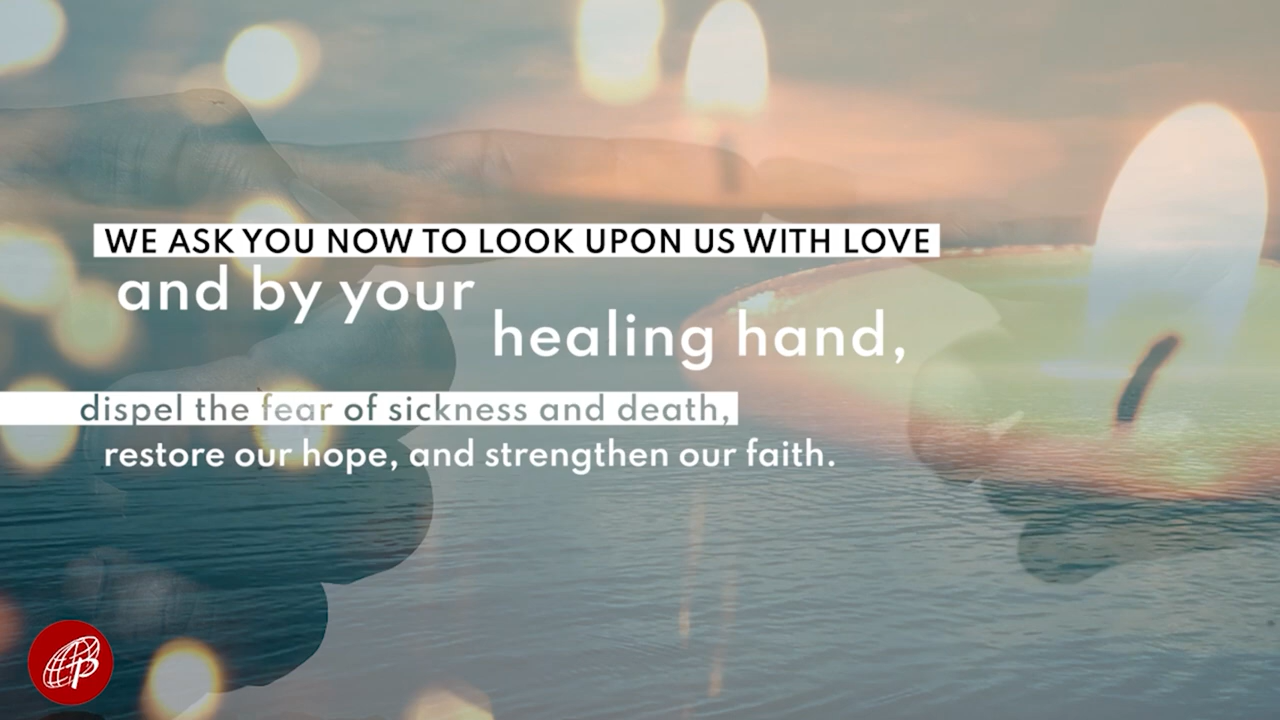 WE ASK YOU NOW TO LOOK UPON US WITH LOVE
and by your
healing hand,
dispel the fear of sickness and death,
restore our hope, and strengthen our faith.